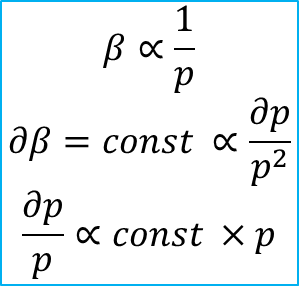 β ∝ 1/p
∂β = const ∝ ∂p/p²
∂p/p ∝ const × p